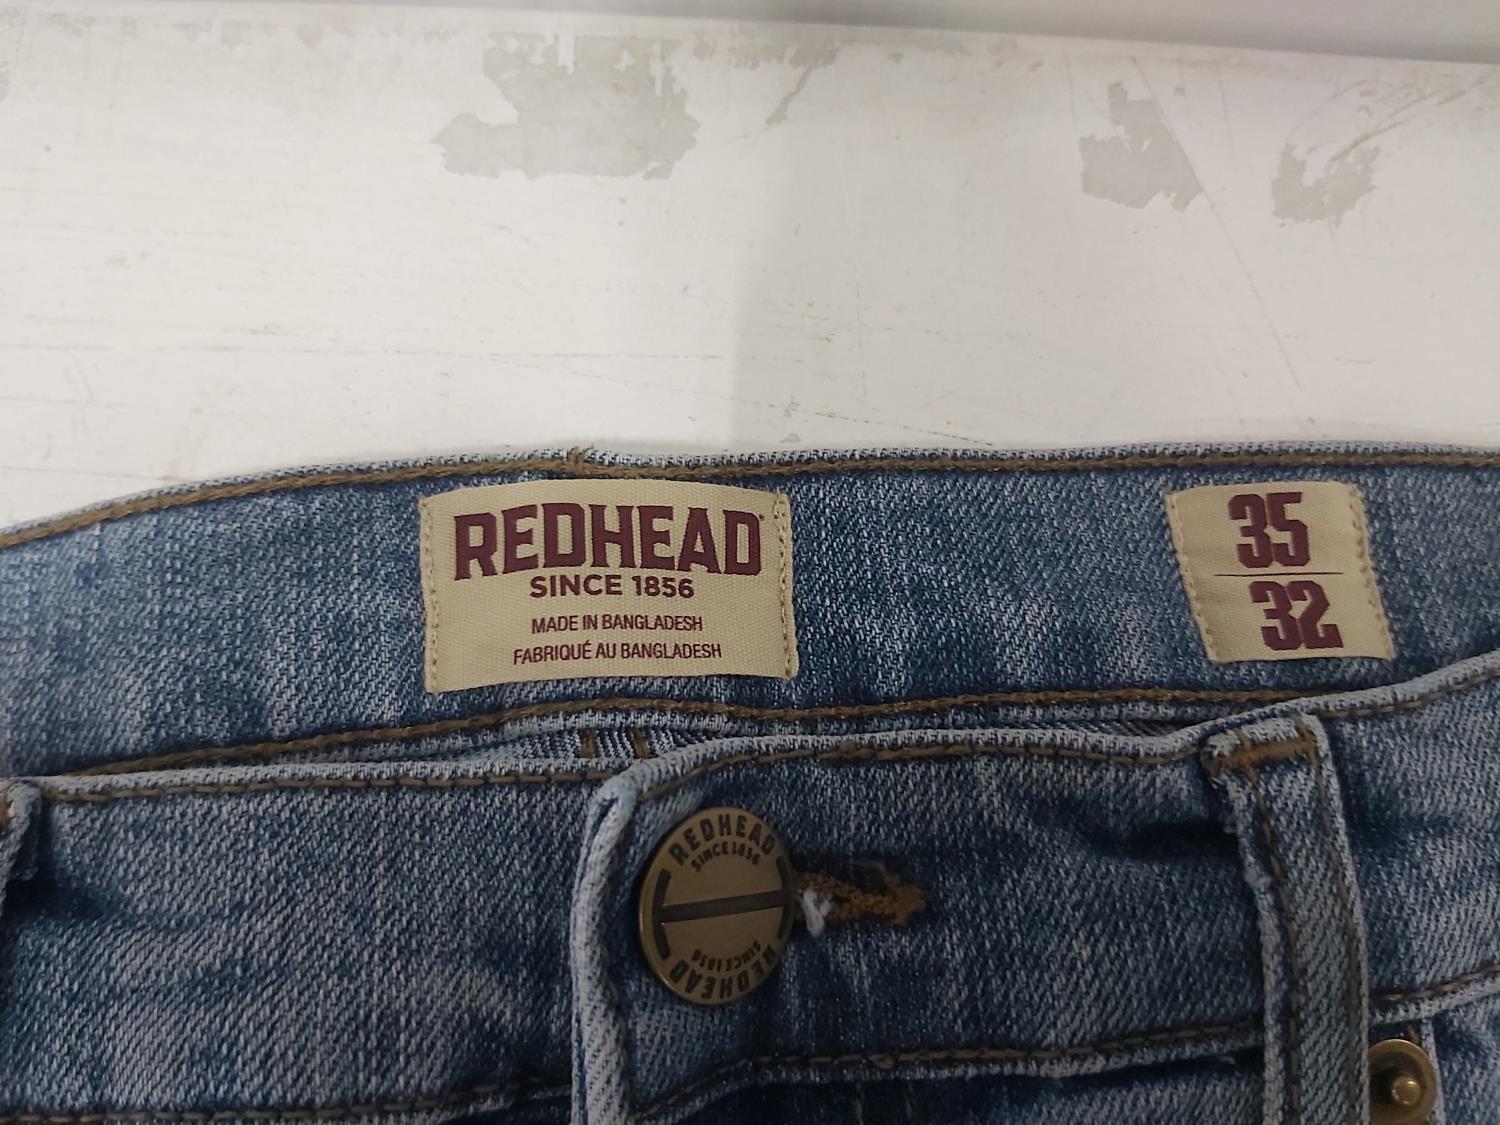 REDHEAD®
SINCE 1856
MADE IN BANGLADESH
FABRIQUÉ AU BANGLADESH
35
32
REDHEAD
SINCE 1856
REDHEAD
SINCE 1856